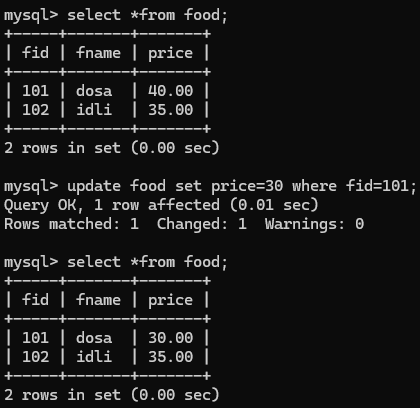 mysql> select *from food;
+-----+-------+-------+
| fid | fname | price |
+-----+-------+-------+
| 101 | dosa  | 40.00 |
| 102 | idli  | 35.00 |
+-----+-------+-------+
2 rows in set (0.00 sec)

mysql> update food set price=30 where fid=101;
Query OK, 1 row affected (0.01 sec)
Rows matched: 1  Changed: 1  Warnings: 0

mysql> select *from food;
+-----+-------+-------+
| fid | fname | price |
+-----+-------+-------+
| 101 | dosa  | 30.00 |
| 102 | idli  | 35.00 |
+-----+-------+-------+
2 rows in set (0.00 sec)